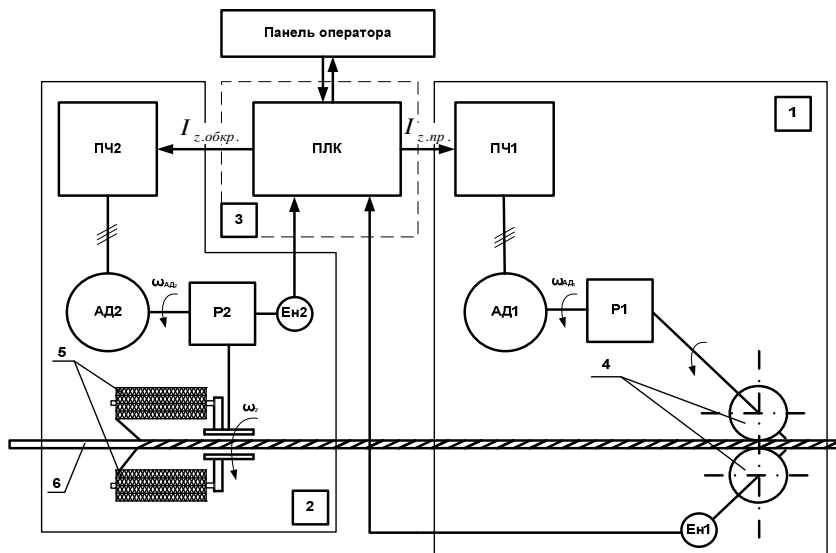 Панель оператора
ПЧ2
I z.обкр.
ПЛК
I z.пр.
ПЧ1
1
3
АД2
ωАД2
Р2
Ен2
АД1
ωАД1
Р1
5
4
ω2
6
2
Ен1